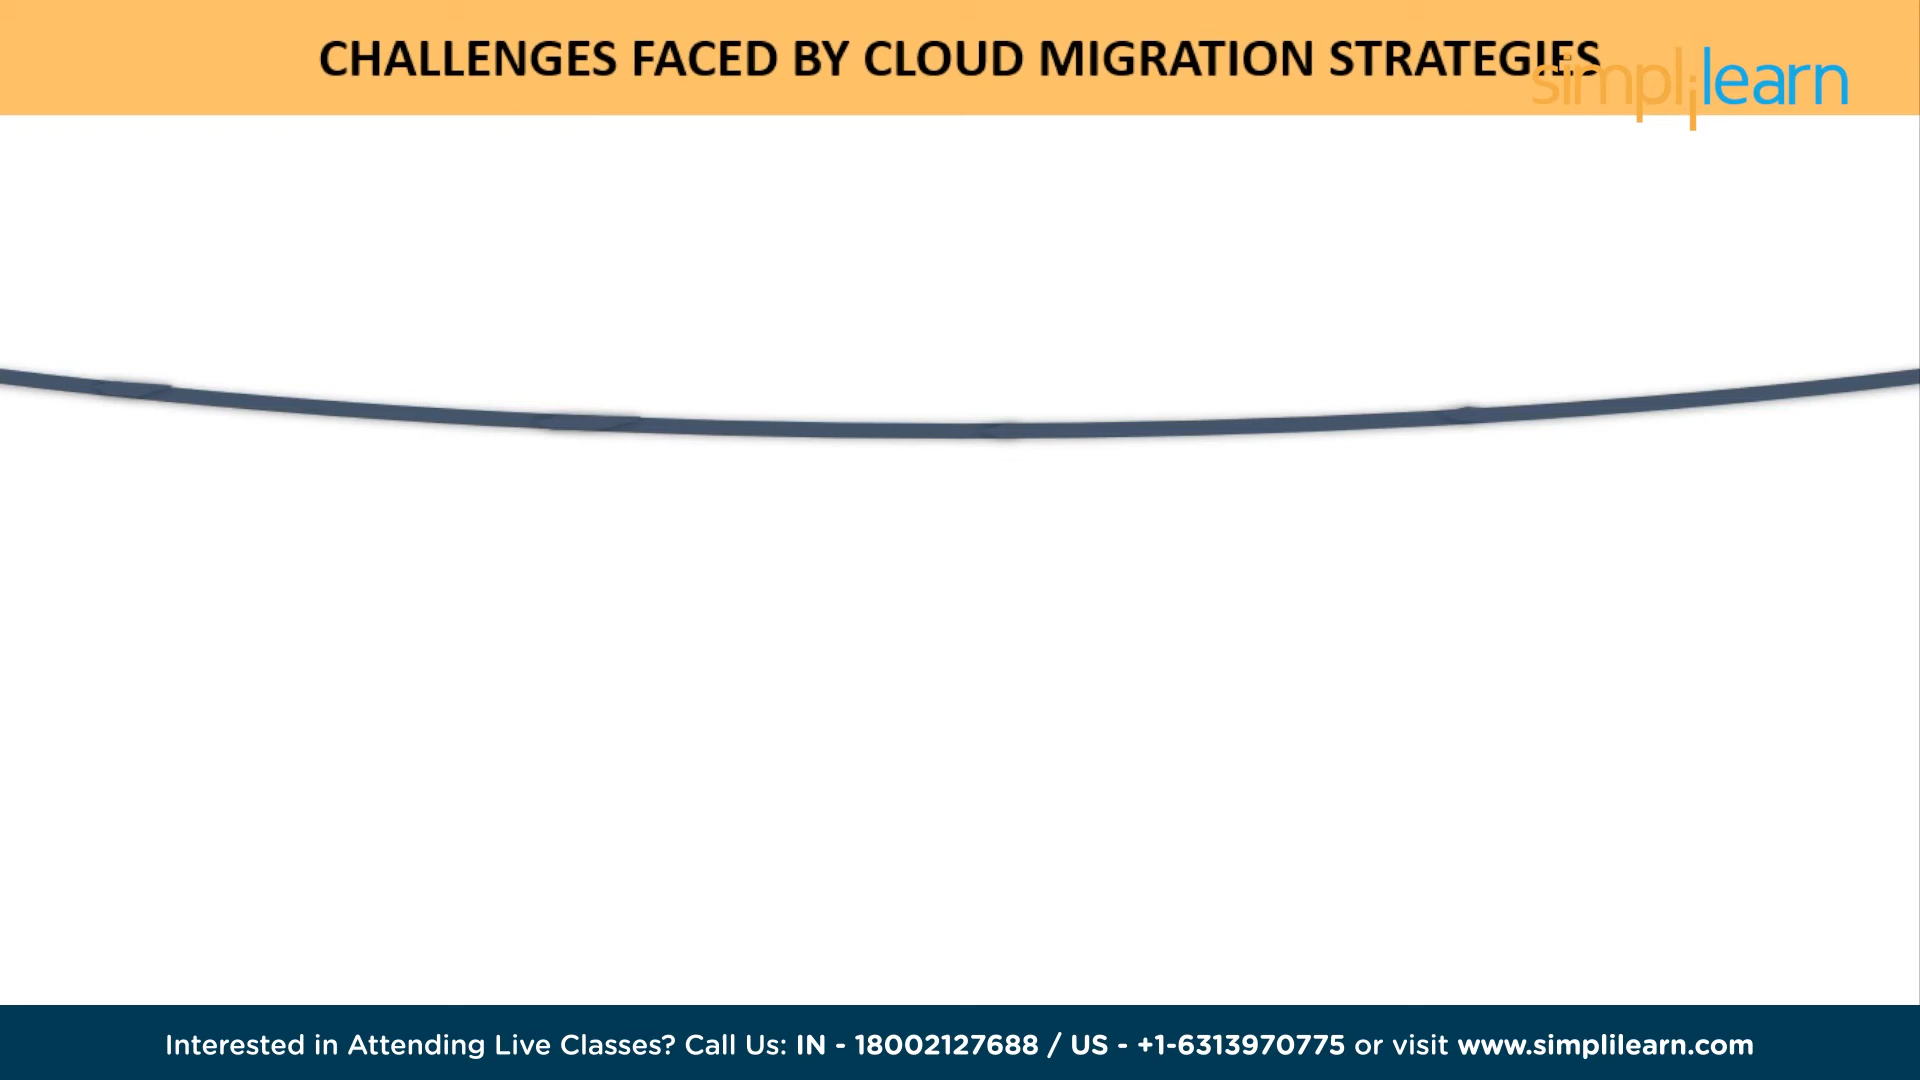 CHALLENGES FACED BY CLOUD MIGRATION STRATEGIES
simplilearn
Interested in Attending Live Classes? Call Us: IN - 18002127688 / US - +1-6313970775 or visit www.simplilearn.com